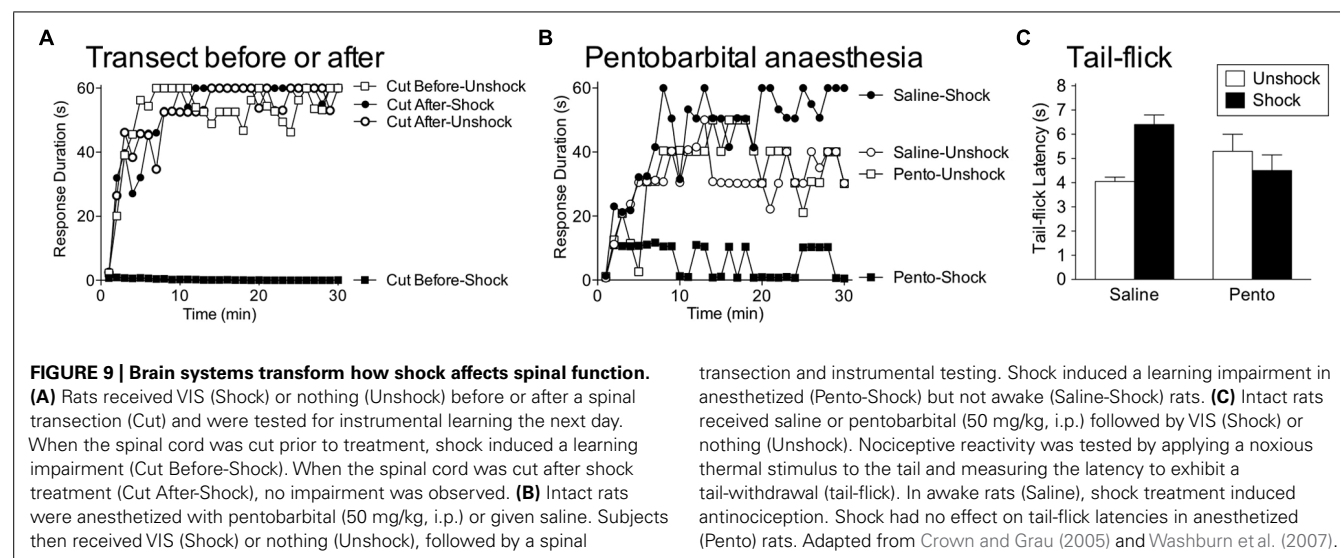 A
Transect before or after
Response Duration (s)
60
40
20
0
0
10
20
30
Time (min)
Cut Before-Unshock
Cut After-Shock
Cut After-Unshock
Cut Before-Shock
B
Pentobarbital anaesthesia
Response Duration (s)
60
40
20
0
0
10
20
30
Time (min)
Saline-Shock
Saline-Unshock
Pento-Unshock
Pento-Shock
C
Tail-flick
Unshock
Shock
Tail-flick Latency (s)
8
7
6
5
4
3
2
1
0
Saline
Pento
FIGURE 9 | Brain systems transform how shock affects spinal function.
(A) Rats received VIS (Shock) or nothing (Unshock) before or after a spinal
transection (Cut) and were tested for instrumental learning the next day.
When the spinal cord was cut prior to treatment, shock induced a learning
impairment (Cut Before-Shock). When the spinal cord was cut after shock
treatment (Cut After-Shock), no impairment was observed. (B) Intact rats
were anesthetized with pentobarbital (50 mg/kg, i.p.) or given saline. Subjects
then received VIS (Shock) or nothing (Unshock), followed by a spinal
transection and instrumental testing. Shock induced a learning impairment in
anesthetized (Pento-Shock) but not awake (Saline-Shock) rats. (C) Intact rats
received saline or pentobarbital (50 mg/kg, i.p.) followed by VIS (Shock) or
nothing (Unshock). Nociceptive reactivity was tested by applying a noxious
thermal stimulus to the tail and measuring the latency to exhibit a
tail-withdrawal (tail-flick). In awake rats (Saline), shock treatment induced
antinociception. Shock had no effect on tail-flick latencies in anesthetized
(Pento) rats. Adapted from Crown and Grau (2005) and Washburn et al. (2007).